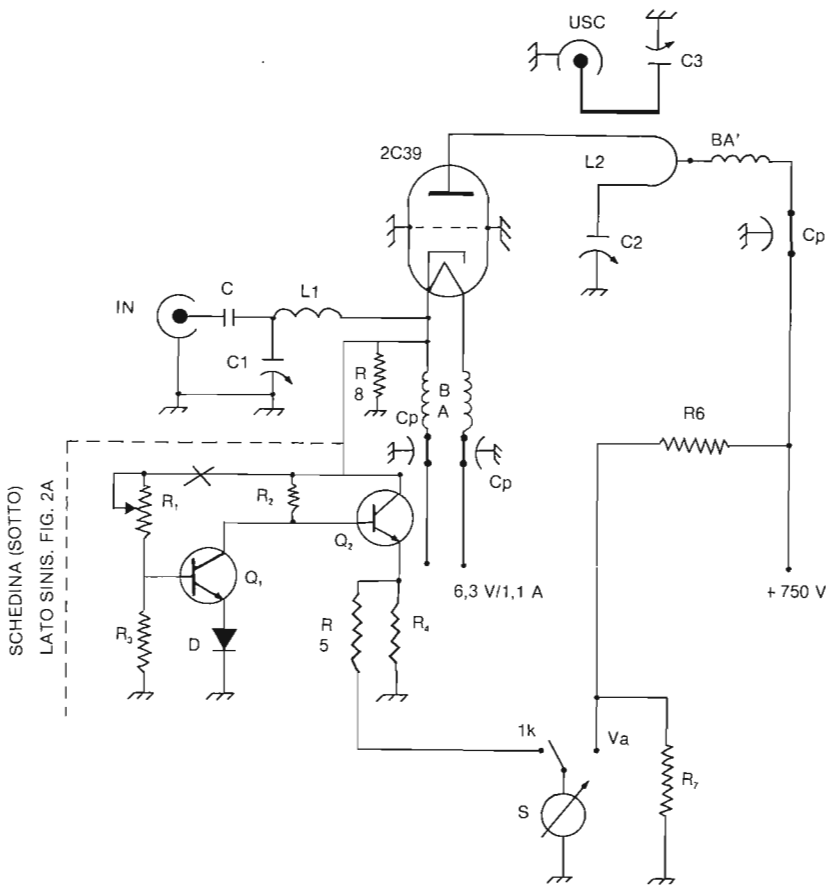 USC
C3
2C39
L2
BA'
C2
Cp
IN
C
L1
C1
R
8
B
A
Cp
Cp
R6
SCHEDINA (SOTTO)
LATO SINIS. FIG. 2A
R₁
R₂
Q₂
Q₁
6,3 V/1,1 A
+ 750 V
R₃
D
R
5
R₄
1k
Va
S
R₇